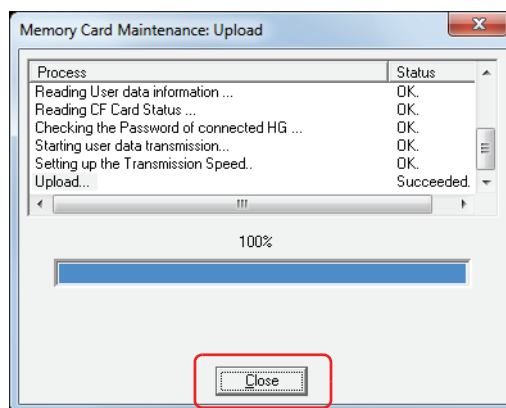 Memory Card Maintenance: Upload
Process Status
Reading User data information ... OK.
Reading CF Card Status ... OK.
Checking the Password of connected HG ... OK.
Starting user data transmission... OK.
Setting up the Transmission Speed.. OK.
Upload... Succeeded.
100%
Close